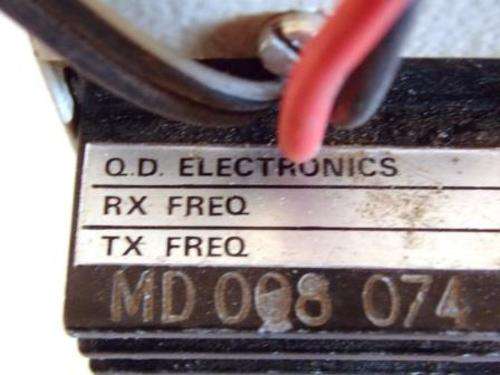 Q.D. ELECTRONICS
RX FREQ
TX FREQ
MD 008 074